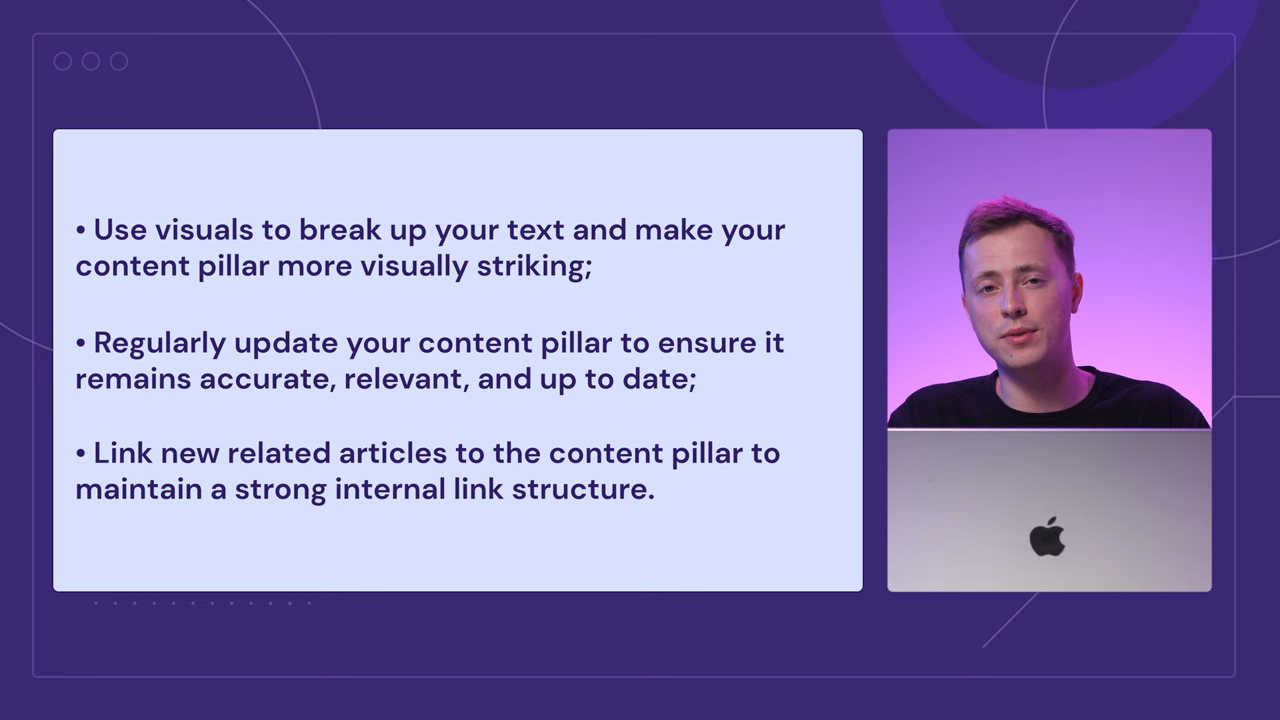 • Use visuals to break up your text and make your
content pillar more visually striking;
• Regularly update your content pillar to ensure it
remains accurate, relevant, and up to date;
• Link new related articles to the content pillar to
maintain a strong internal link structure.